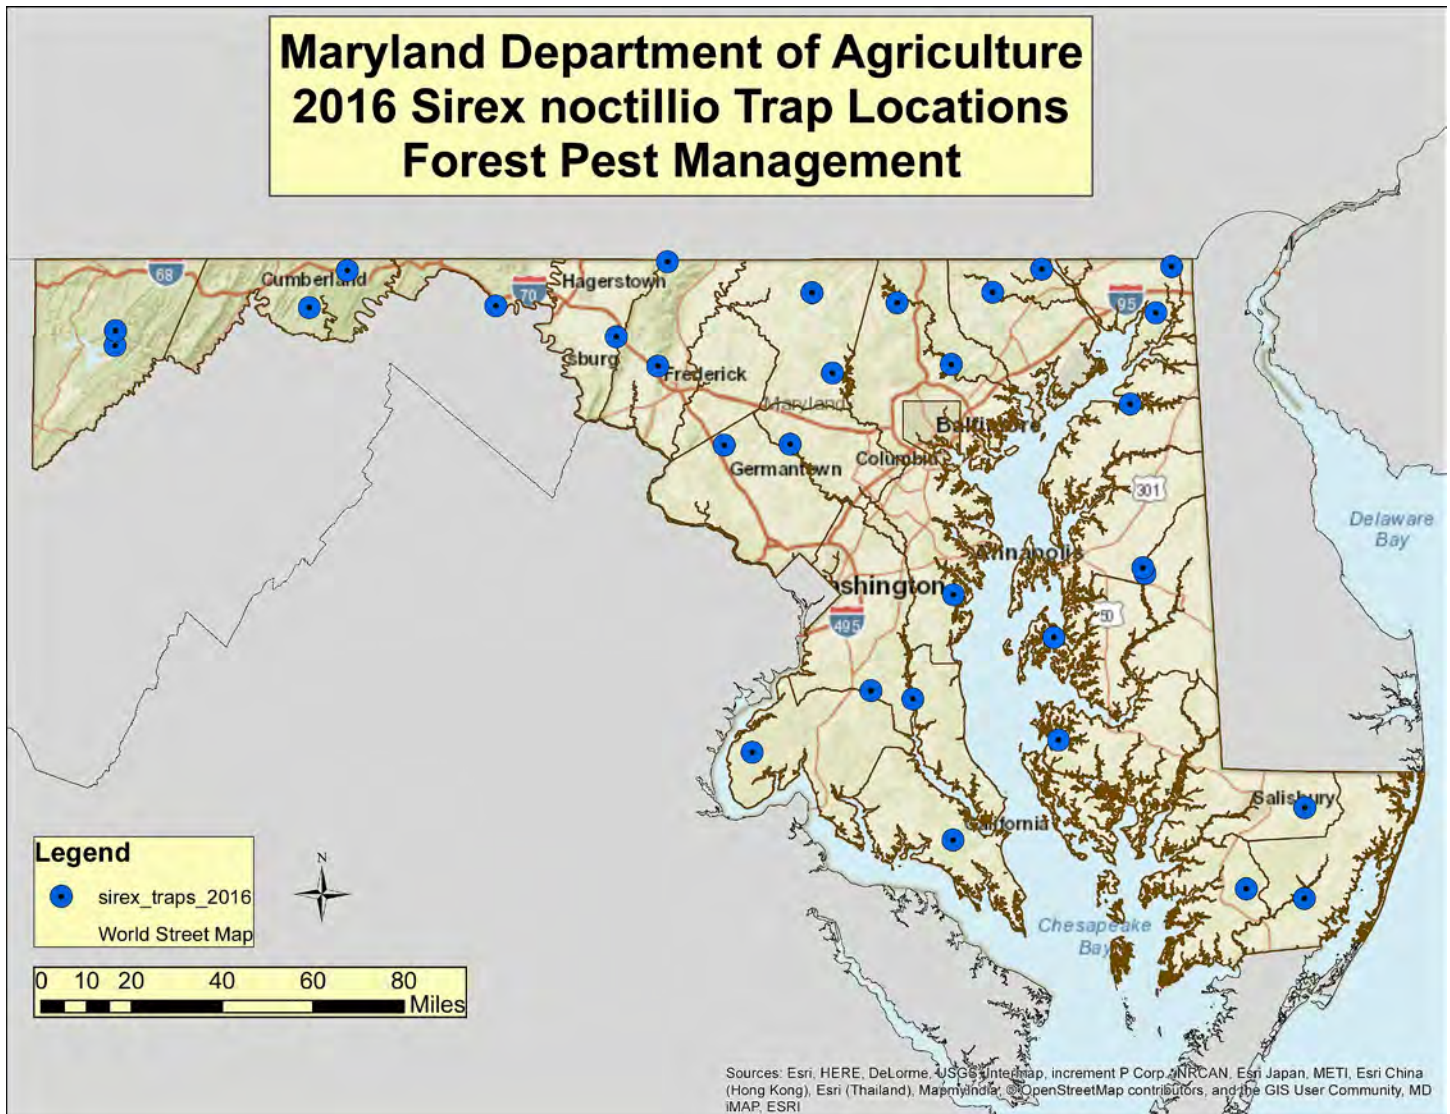 Maryland Department of Agriculture
2016 Sirex noctillio Trap Locations
Forest Pest Management
68
Cumberland
70
Hagerstown
95
sburg
Frederick
Maryland
Baltimore
Germantown
Columbia
301
Delaware
Bay
Annapolis
ashington
50
495
Salisbury
California
Chesapeake
Bay
Legend
sirex_traps_2016
World Street Map
N
0 10 20 40 60 80
Miles
Sources: Esri, HERE, DeLorme, USGS, Intermap, increment P Corp., NRCAN, Esri Japan, METI, Esri China
(Hong Kong), Esri (Thailand), MapmyIndia, © OpenStreetMap contributors, and the GIS User Community, MD
iMAP, ESRI